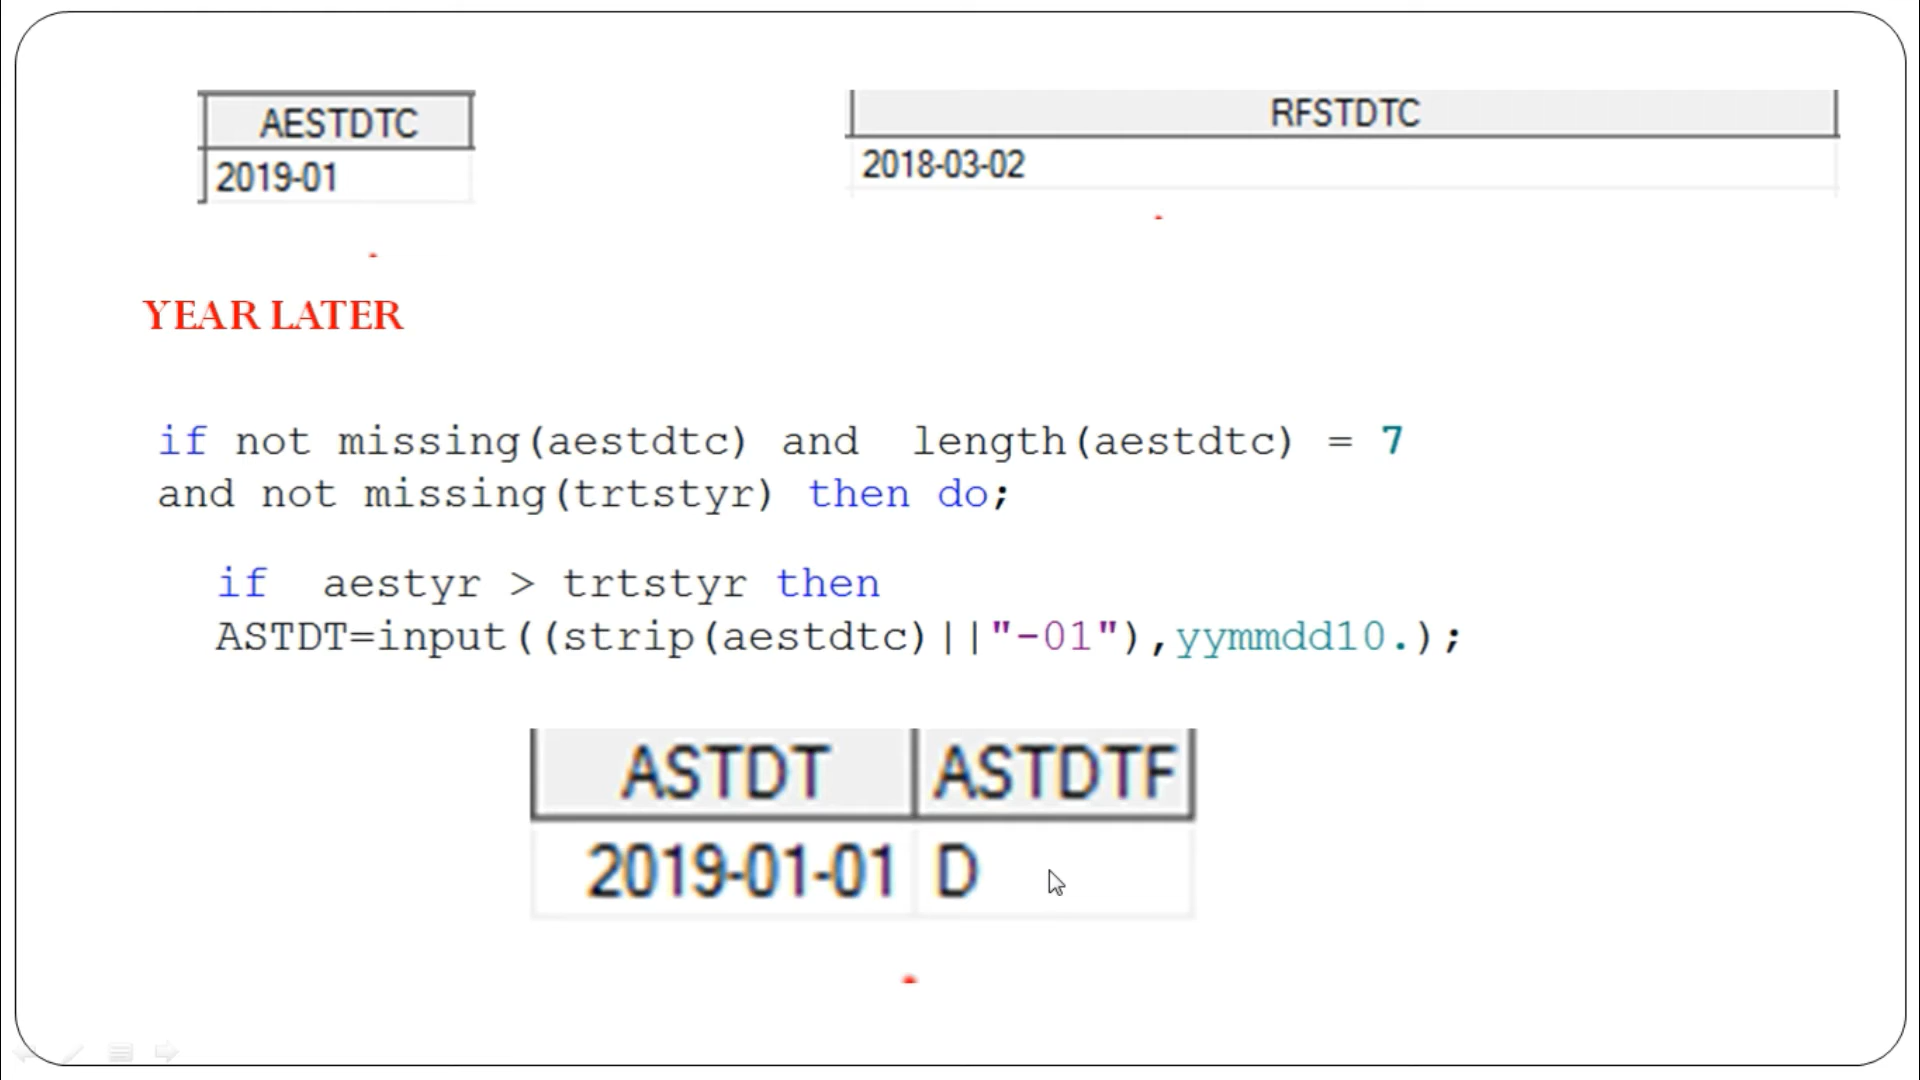 AESTDTC
2019-01
RFSTDTC
2018-03-02
YEAR LATER
if not missing(aestdtc) and  length(aestdtc) = 7
and not missing(trtstyr) then do;
if  aestyr > trtstyr then
ASTDT=input((strip(aestdtc)||"-01"),yymmdd10.);
ASTDT ASTDTF
2019-01-01 D